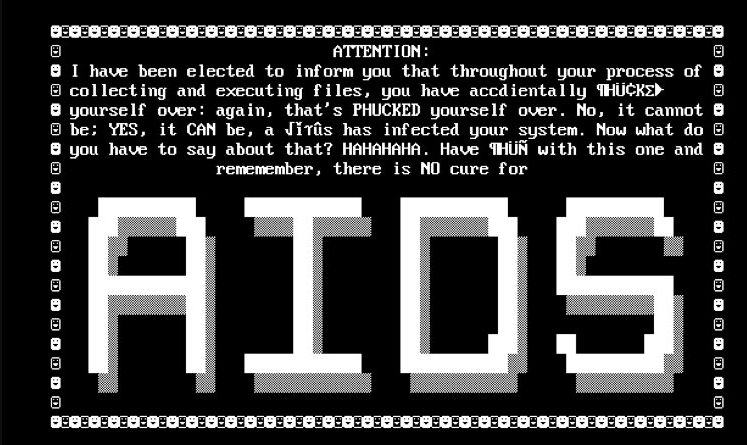 ATTENTION:
I have been elected to inform you that throughout your process of
collecting and executing files, you have accdientally ¶HÜ¢KΣ►
yourself over: again, that's PHUCKED yourself over. No, it cannot
be; YES, it CAN be, a √ìτûs has infected your system. Now what do
you have to say about that? HAHAHAHA. Have ¶HÜÑ with this one and
rememember, there is NO cure for
AIDS